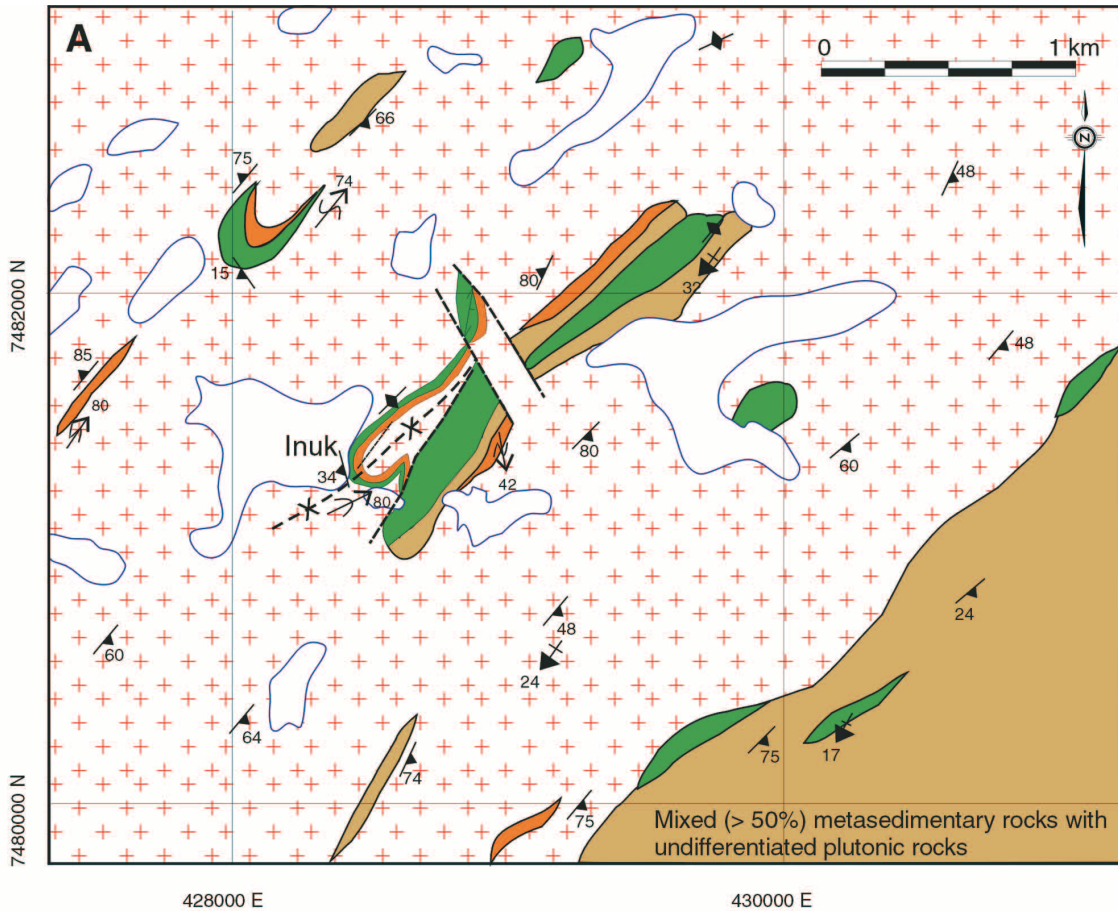 A
0 1 km
N
66
75
74
48
15
80
32
7482000 N
48
85
80
Inuk
34
80
42
80
60
24
48
60
24
64
75
17
74
75
Mixed (> 50%) metasedimentary rocks with
undifferentiated plutonic rocks
7480000 N
428000 E 430000 E